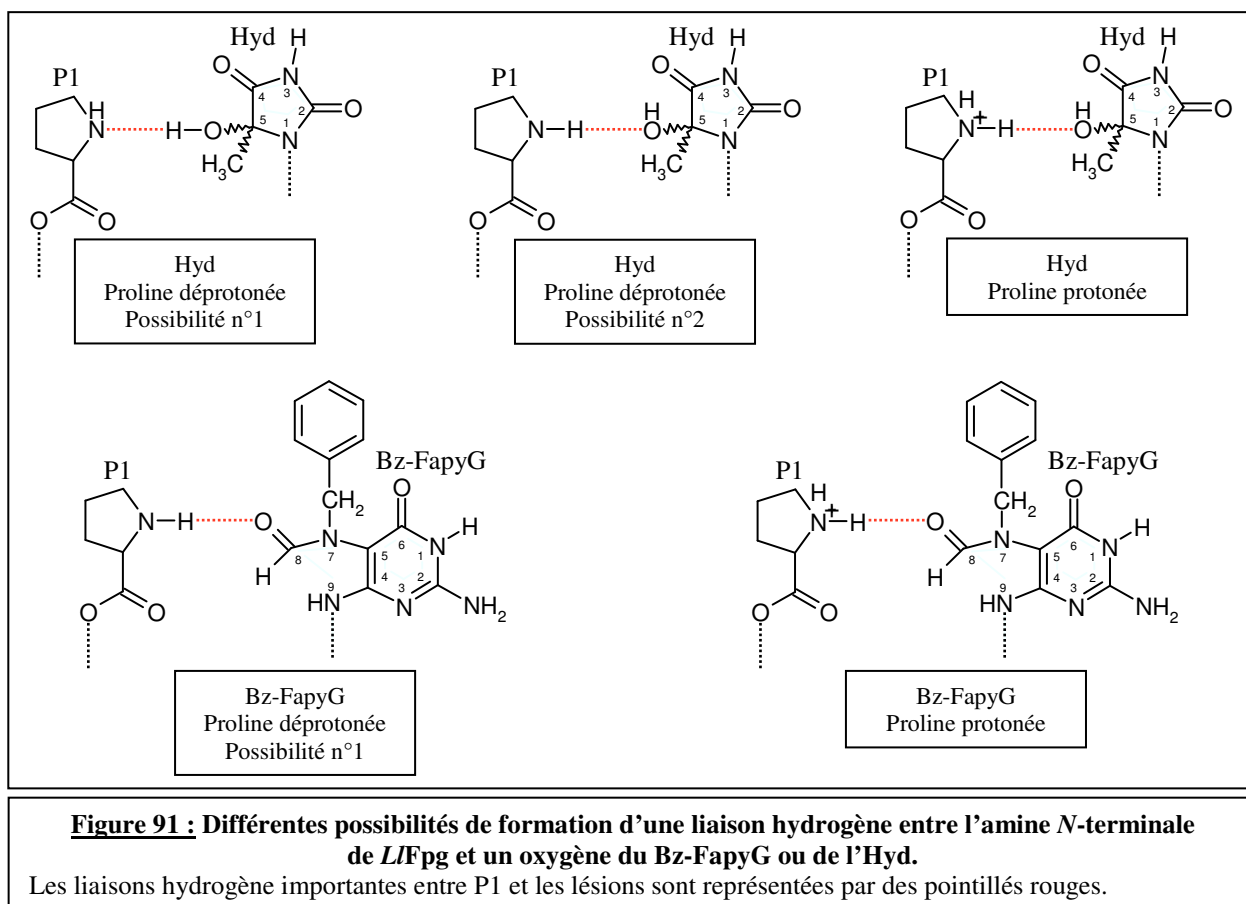 Hyd
P1
NH
H
O
H3C
O
O
N
H
N
4
3
5
2
1
O
O
Hyd
Proline déprotonée
Possibilité n°1
Hyd
P1
N
H
H
O
H3C
O
O
N
H
N
4
3
5
2
1
O
O
Hyd
Proline déprotonée
Possibilité n°2
Hyd
P1
H
N
+
H
H
O
H3C
O
O
N
H
N
4
3
5
2
1
O
O
Hyd
Proline protonée
P1
N
H
O
H
8
CH2
N
7
Bz-FapyG
O
6
5
4
N
H
1
2
3
N
NH2
9
HN
O
O
Bz-FapyG
Proline déprotonée
Possibilité n°1
P1
H
N
+
H
O
H
8
CH2
N
7
Bz-FapyG
O
6
5
4
N
H
1
2
3
N
NH2
9
HN
O
O
Bz-FapyG
Proline protonée
Figure 91 : Différentes possibilités de formation d'une liaison hydrogène entre l'amine N-terminale
de LlFpg et un oxygène du Bz-FapyG ou de l'Hyd.
Les liaisons hydrogène importantes entre P1 et les lésions sont représentées par des pointillés rouges.